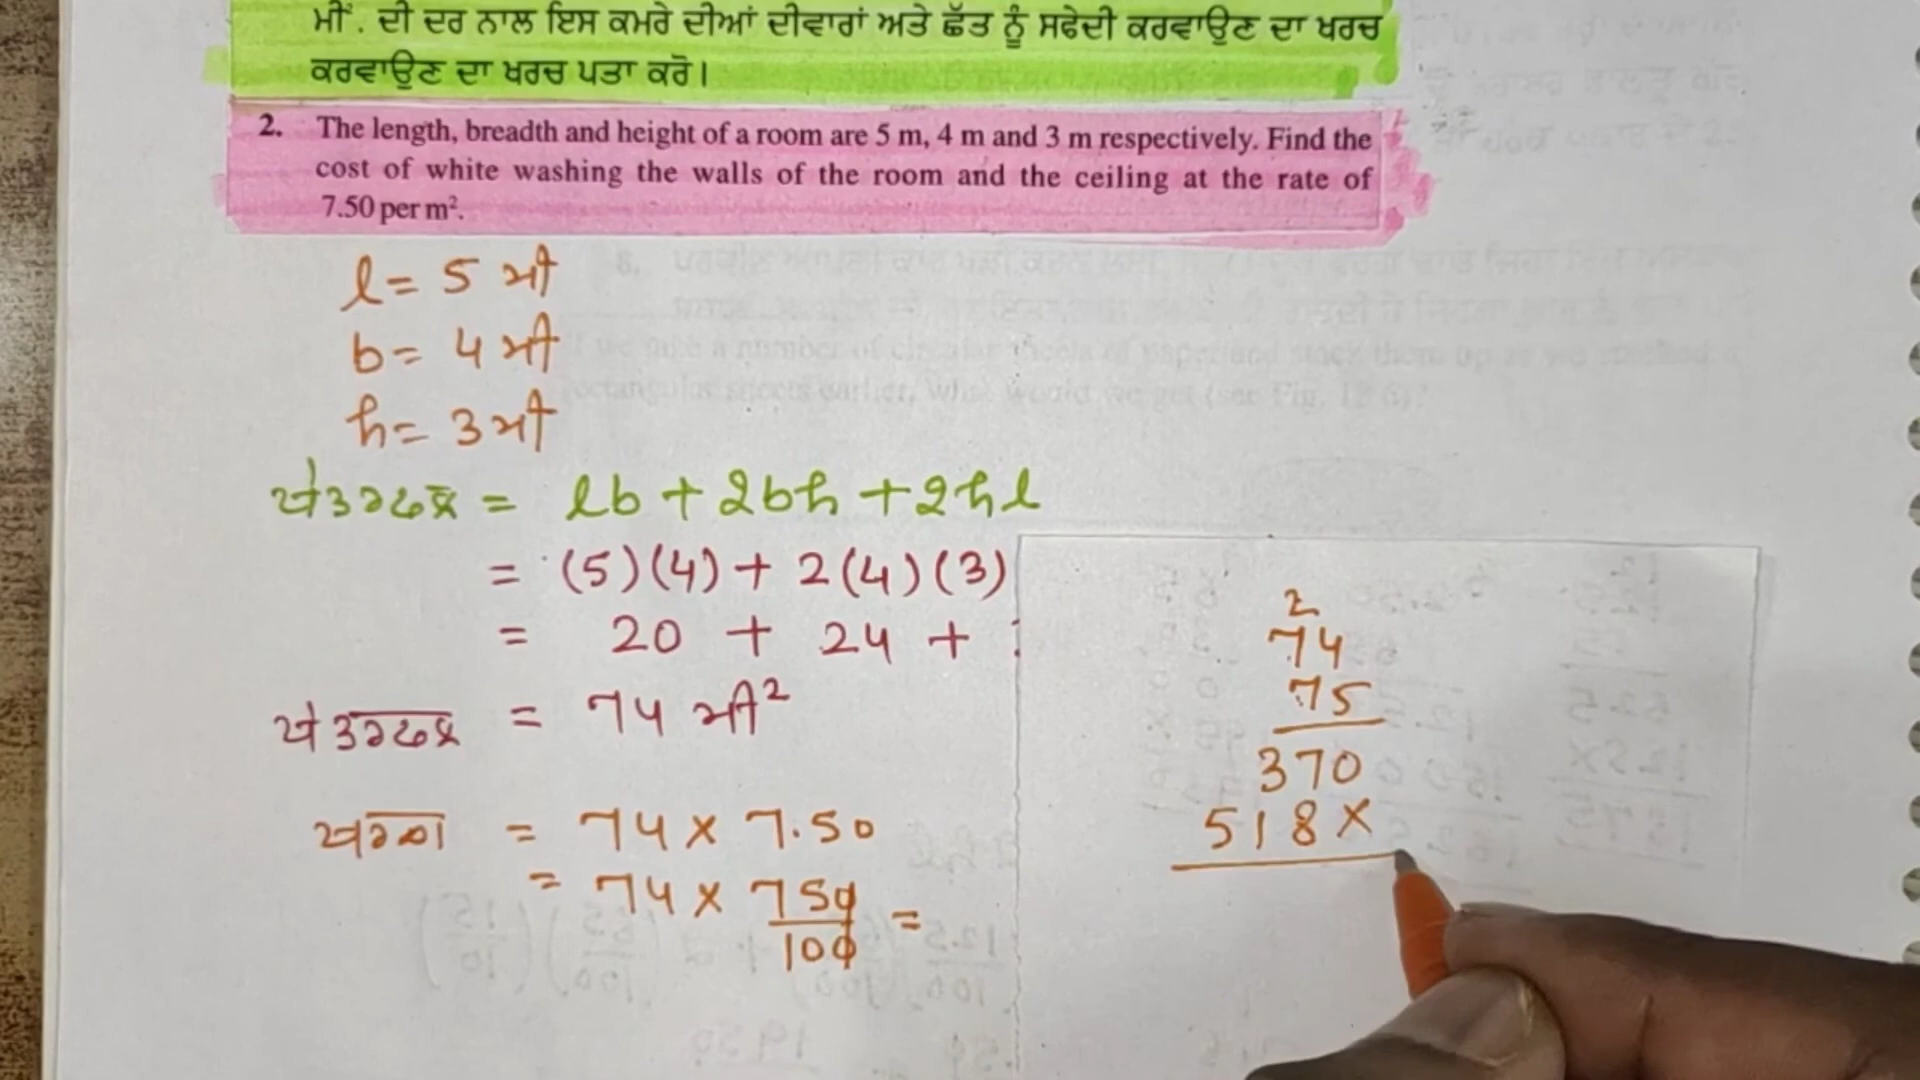 ਮੀਂ. ਦੀ ਦਰ ਨਾਲ ਇਸ ਕਮਰੇ ਦੀਆਂ ਦੀਵਾਰਾਂ ਅਤੇ ਛੱਤ ਨੂੰ ਸਫੇਦੀ ਕਰਵਾਉਣ ਦਾ ਖਰਚ
ਕਰਵਾਉਣ ਦਾ ਖਰਚ ਪਤਾ ਕਰੋ।
2. The length, breadth and height of a room are 5 m, 4 m and 3 m respectively. Find the
cost of white washing the walls of the room and the ceiling at the rate of
7.50 per m².
l = 5 ਮੀ
b = 4 ਮੀ
h = 3 ਮੀ
ਖੇਤਰਫਲ = lb + 2bh + 2hl
= (5)(4) + 2(4)(3)
= 20 + 24 +
ਖੇਤਰਫਲ = 74 ਮੀ²
ਖਰਚਾ = 74 × 7.50
= 74 × 750/100 =
2
74
75
370
518×